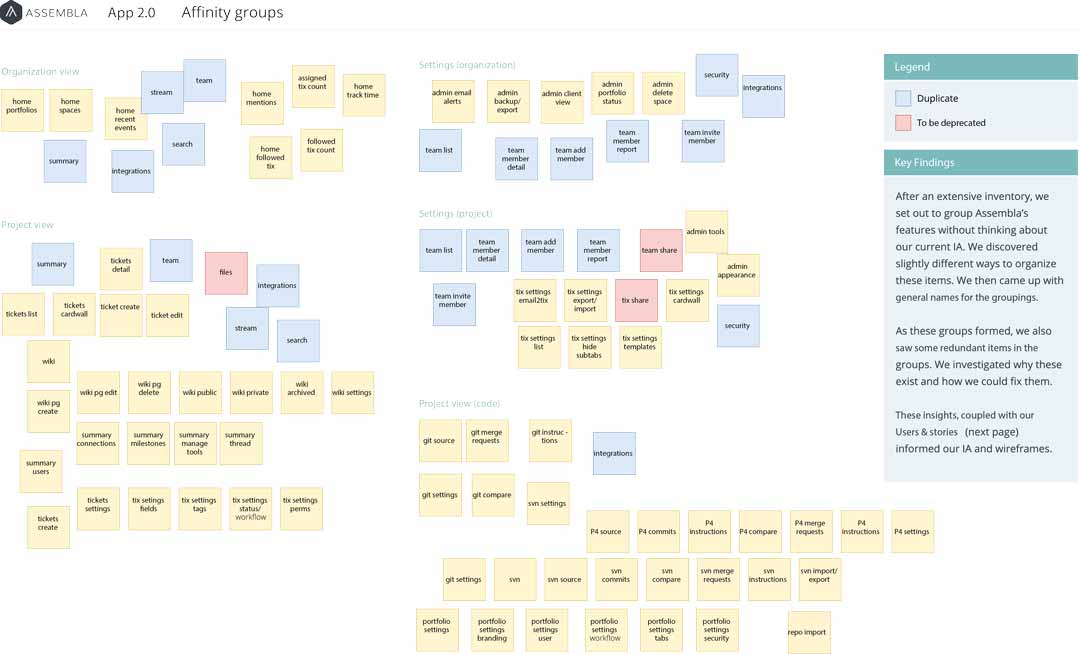 ASSEMBLA App 2.0 Affinity groups
Organization view
home
portfolios
home
spaces
home
recent
events
stream
team
home
mentions
assigned
tix count
home
track time
summary
integrations
search
home
followed
tix
followed
tix count
Project view
summary
tickets
detail
team
files
integrations
tickets list
tickets
cardwall
ticket create
ticket edit
stream
search
wiki
wiki pg
create
wiki pg edit
wiki pg
delete
wiki public
wiki private
wiki
archived
wiki settings
summary
connections
summary
milestones
summary
manage
tools
summary
thread
summary
users
tickets
settings
tix setings
fields
tix settings
tags
tix settings
status/
workflow
tix settings
perms
tickets
create
Settings (organization)
admin email
alerts
admin
backup/
export
admin client
view
admin
portfolio
status
admin
delete
space
security
integrations
team list
team
member
detail
team add
member
team
member
report
team invite
member
Settings (project)
team list
team
member
detail
team add
member
team
member
report
team share
admin tools
admin
appearance
team invite
member
tix settings
email2tix
tix settings
export/
import
tix share
tix settings
cardwall
security
tix settings
list
tix settings
hide
subtabs
tix settings
templates
Project view (code)
git source
git merge
requests
git instruc -
tions
integrations
git settings
git compare
svn settings
P4 source
P4 commits
P4
instructions
P4 compare
P4 merge
requests
P4
instructions
P4 settings
git settings
svn
svn source
svn
commits
svn
compare
svn merge
requests
svn
instructions
svn import/
export
portfolio
settings
portfolio
settings
branding
portfolio
settings
user
portfolio
settings
workflow
portfolio
settings
tabs
portfolio
settings
security
repo import
Legend
Duplicate
To be deprecated
Key Findings
After an extensive inventory, we
set out to group Assembla's
features without thinking about
our current IA. We discovered
slightly different ways to organize
these items. We then came up with
general names for the groupings.
As these groups formed, we also
saw some redundant items in the
groups. We investigated why these
exist and how we could fix them.
These insights, coupled with our
Users & stories (next page)
informed our IA and wireframes.